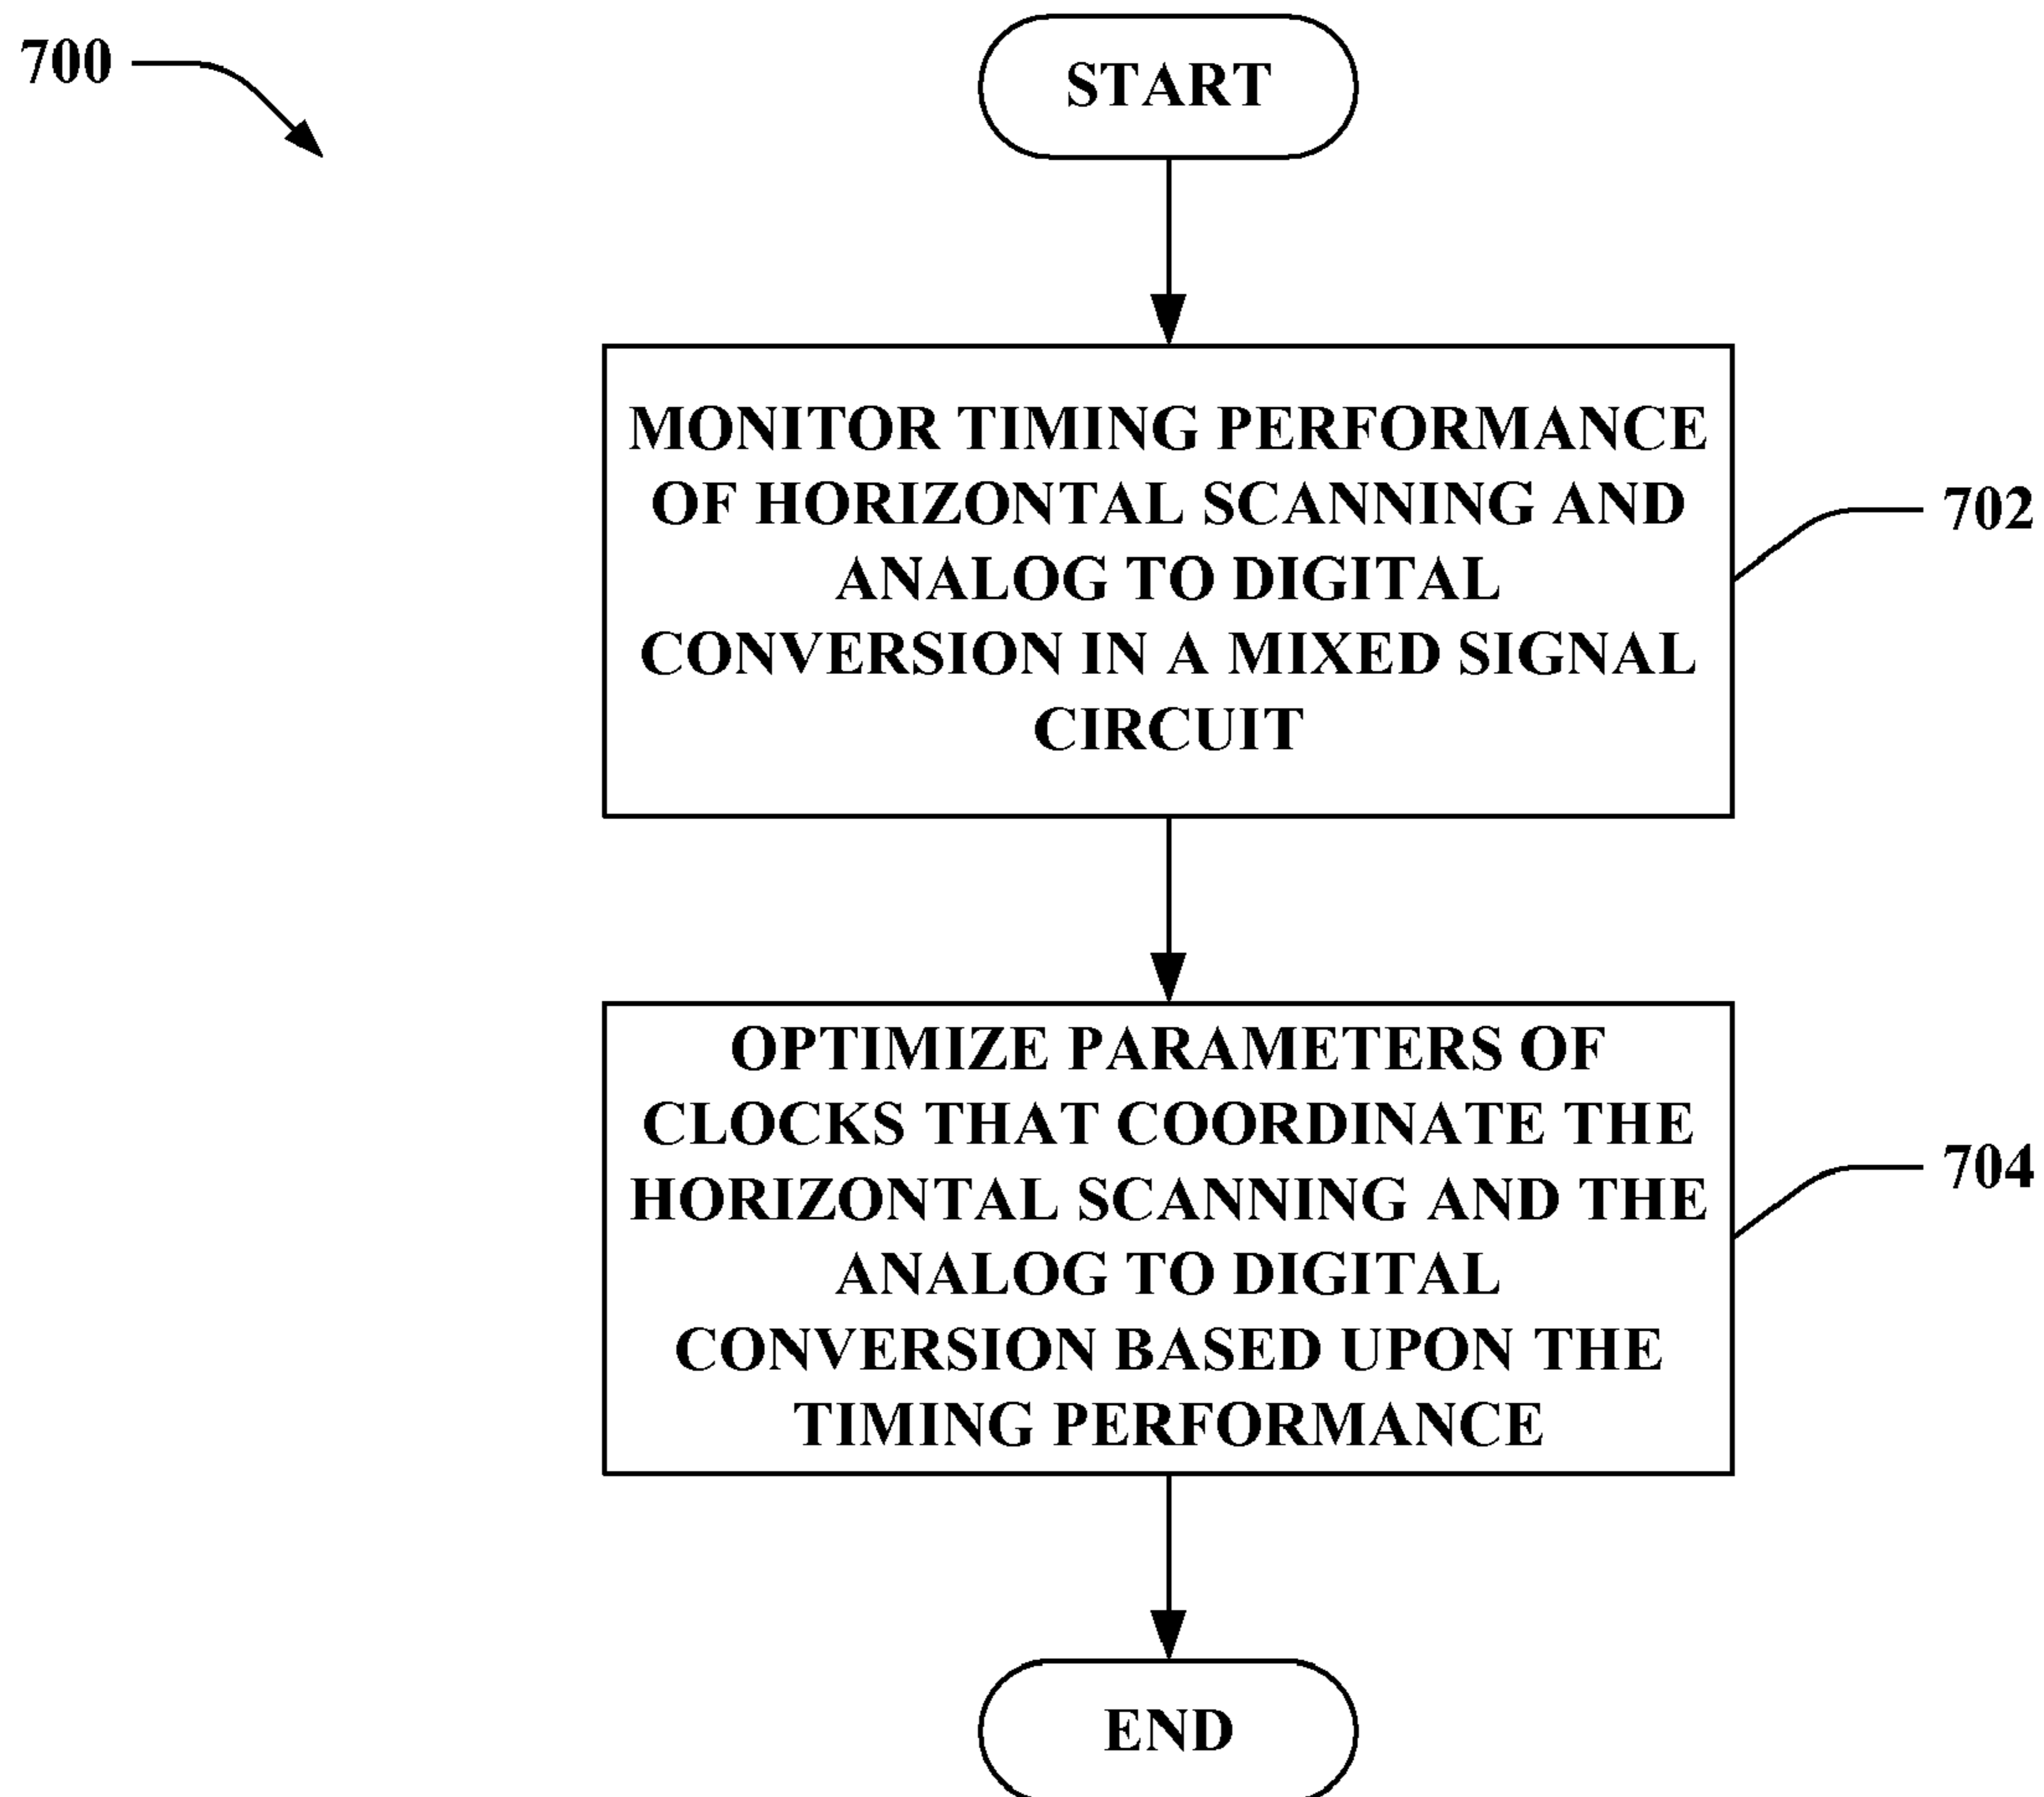 700
START
MONITOR TIMING PERFORMANCE
OF HORIZONTAL SCANNING AND
ANALOG TO DIGITAL
CONVERSION IN A MIXED SIGNAL
CIRCUIT
702
OPTIMIZE PARAMETERS OF
CLOCKS THAT COORDINATE THE
HORIZONTAL SCANNING AND THE
ANALOG TO DIGITAL
CONVERSION BASED UPON THE
TIMING PERFORMANCE
704
END